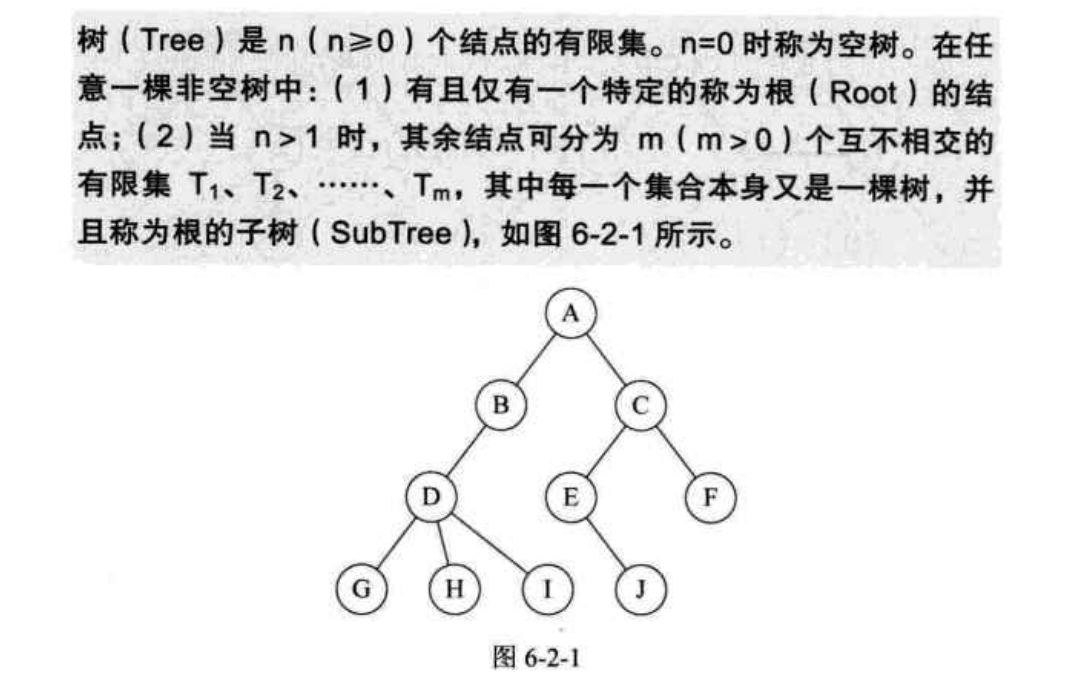 树（Tree）是 n（n≥0）个结点的有限集。n=0 时称为空树。在任
意一棵非空树中：（1）有且仅有一个特定的称为根（Root）的结
点；（2）当 n>1 时，其余结点可分为 m（m>0）个互不相交的
有限集 T₁、T₂、……、Tₘ，其中每一个集合本身又是一棵树，并
且称为根的子树（SubTree），如图 6-2-1 所示。
A
B C
D E F
G H I J
图 6-2-1